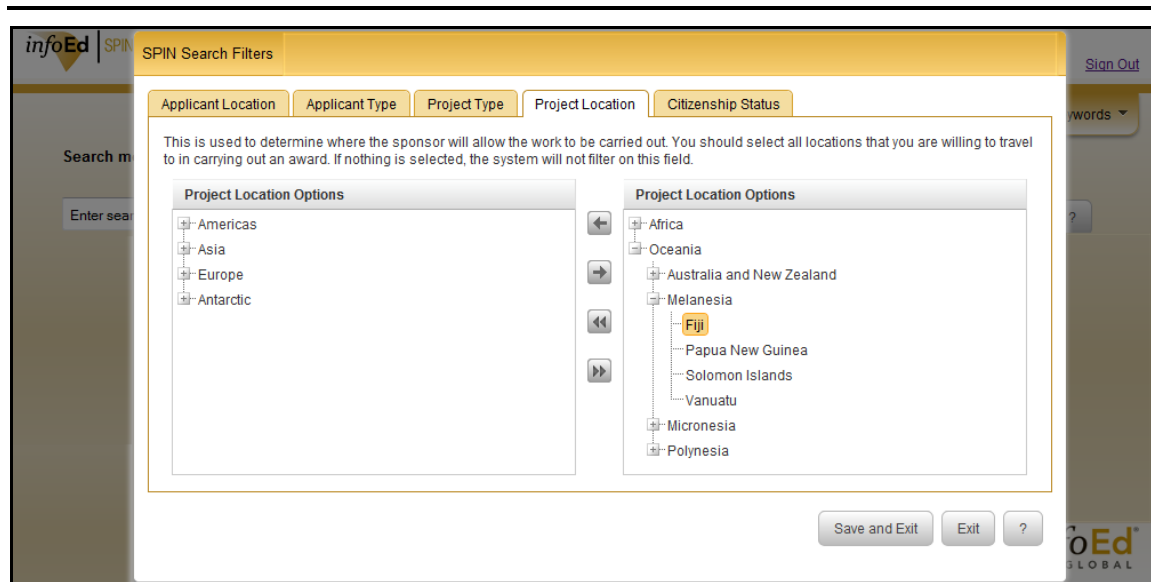 infoEd SPIN
SPIN Search Filters
Sign Out
Applicant Location Applicant Type Project Type Project Location Citizenship Status
ywords
This is used to determine where the sponsor will allow the work to be carried out. You should select all locations that you are willing to travel
to in carrying out an award. If nothing is selected, the system will not filter on this field.
Search m
Project Location Options
Americas
Asia
Europe
Antarctic
Project Location Options
Africa
Oceania
Australia and New Zealand
Melanesia
Fiji
Papua New Guinea
Solomon Islands
Vanuatu
Micronesia
Polynesia
Enter sear
?
Save and Exit Exit ?
foEd
GLOBAL